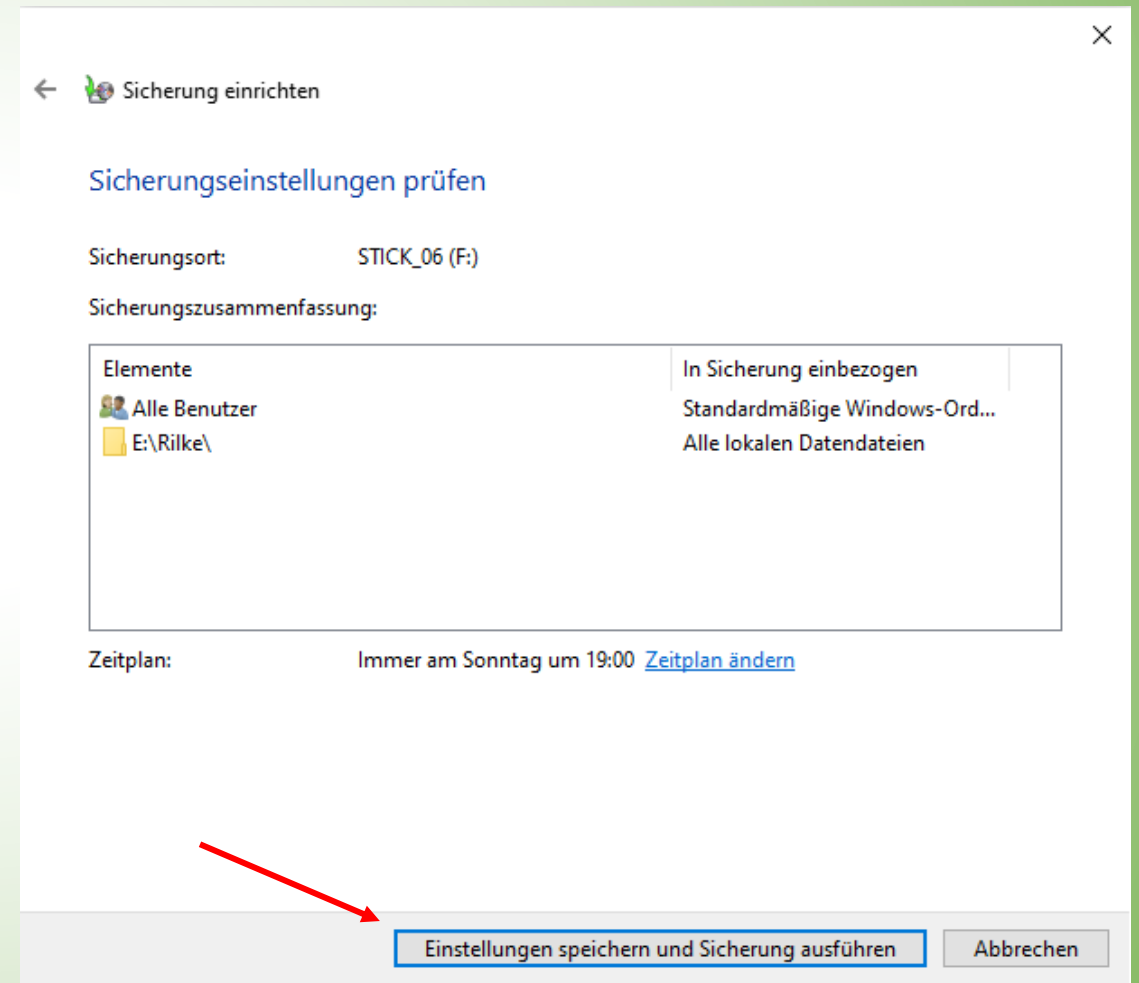 Sicherung einrichten
Sicherungseinstellungen prüfen
Sicherungsort: STICK_06 (F:)
Sicherungszusammenfassung:
Elemente In Sicherung einbezogen
Alle Benutzer Standardmäßige Windows-Ord...
E:\Rilke\ Alle lokalen Datendateien
Zeitplan: Immer am Sonntag um 19:00 Zeitplan ändern
Einstellungen speichern und Sicherung ausführen Abbrechen